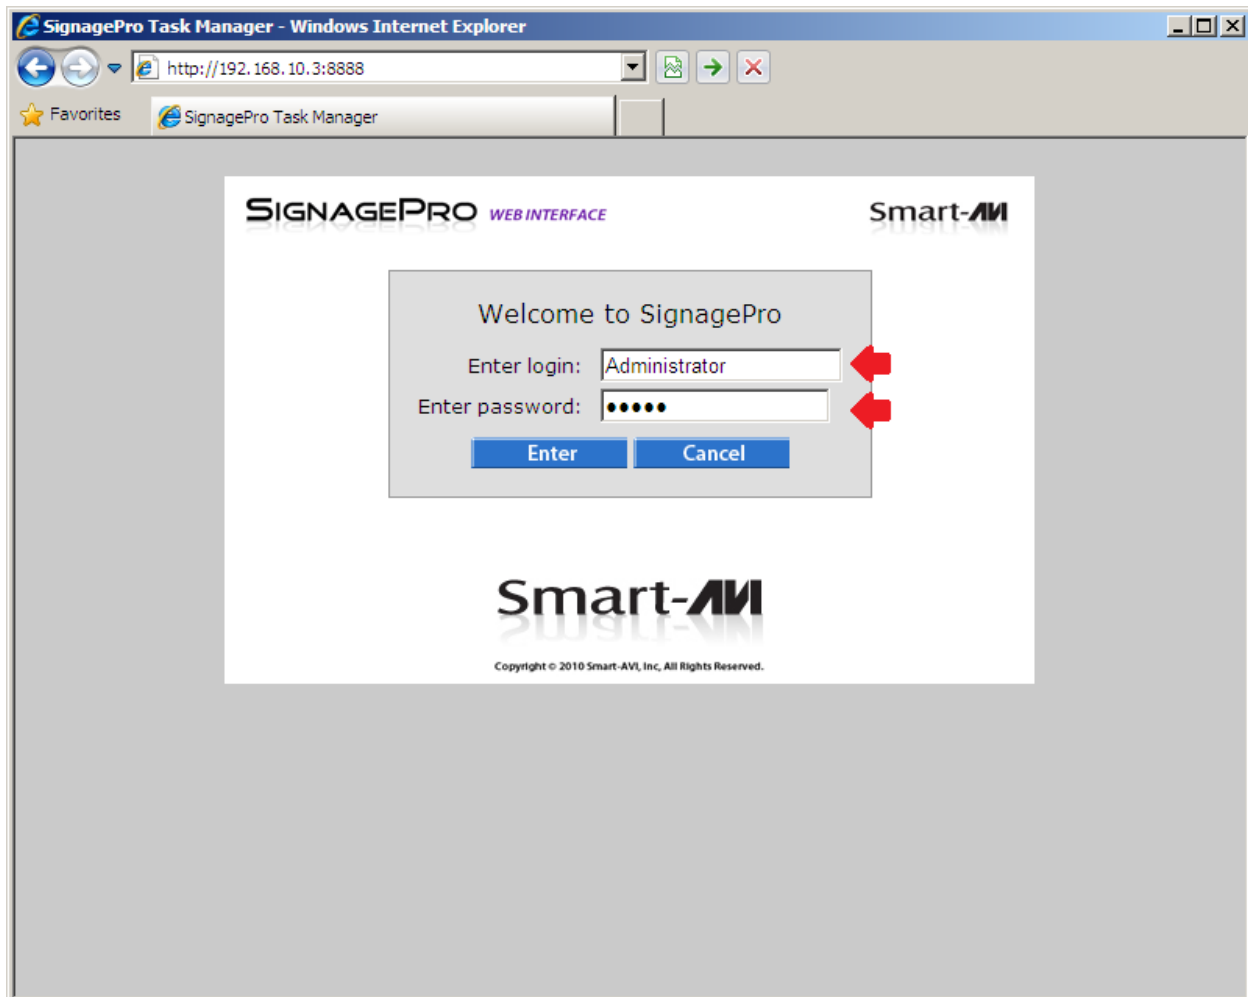 SignagePro Task Manager - Windows Internet Explorer
http://192.168.10.3:8888
Favorites
SignagePro Task Manager
SIGNAGEPRO WEB INTERFACE
Smart-AVI
Welcome to SignagePro
Enter login: Administrator
Enter password: •••••
Enter Cancel
Smart-AVI
Copyright © 2010 Smart-AVI, Inc, All Rights Reserved.